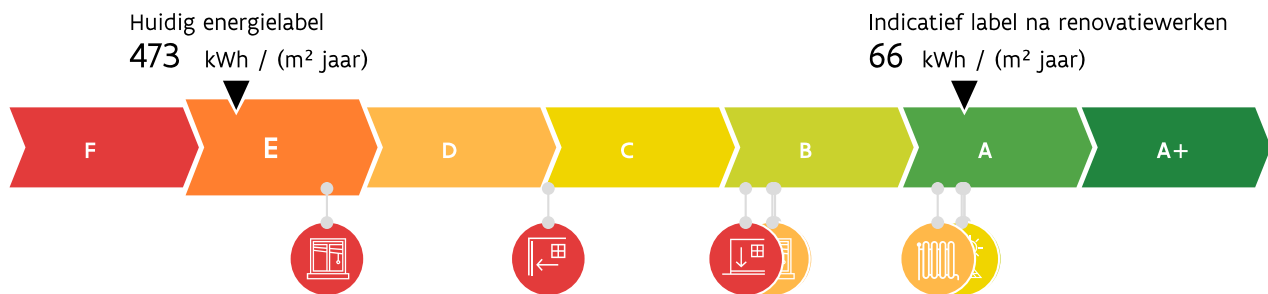 Huidig energielabel
473 kWh / (m² jaar)
Indicatief label na renovatiewerken
66 kWh / (m² jaar)
F
E
D
C
B
A
A+